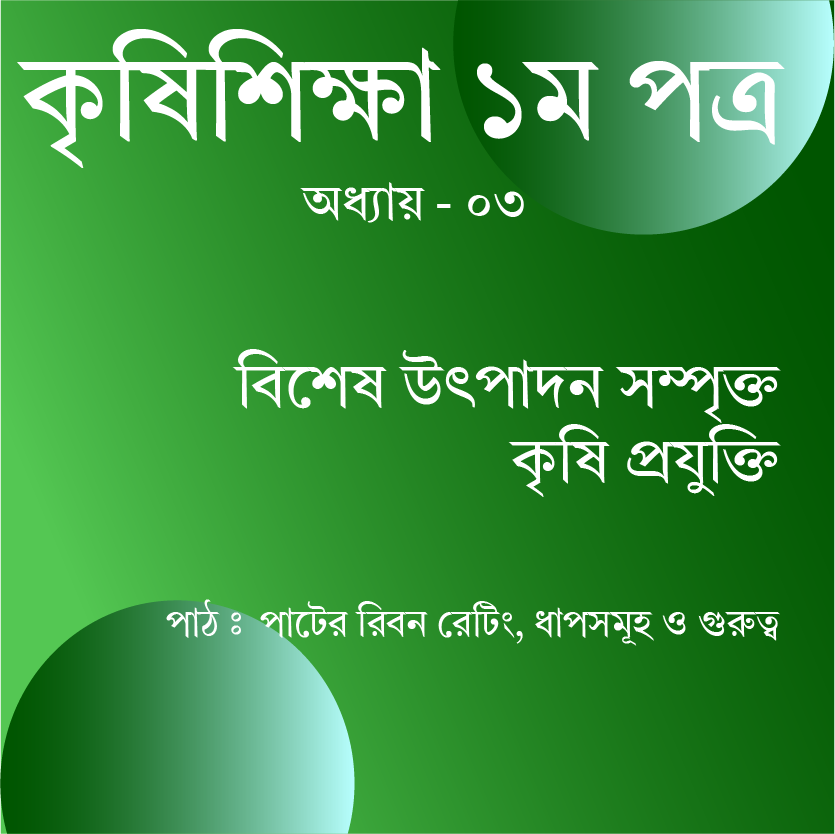 কৃষিশিক্ষা ১ম পত্র
অধ্যায় - ০৩
বিশেষ উৎপাদন সম্পৃক্ত
কৃষি প্রযুক্তি
পাঠ ঃ পাটের রিবন রেটিং, ধাপসমূহ ও গুরুত্ব